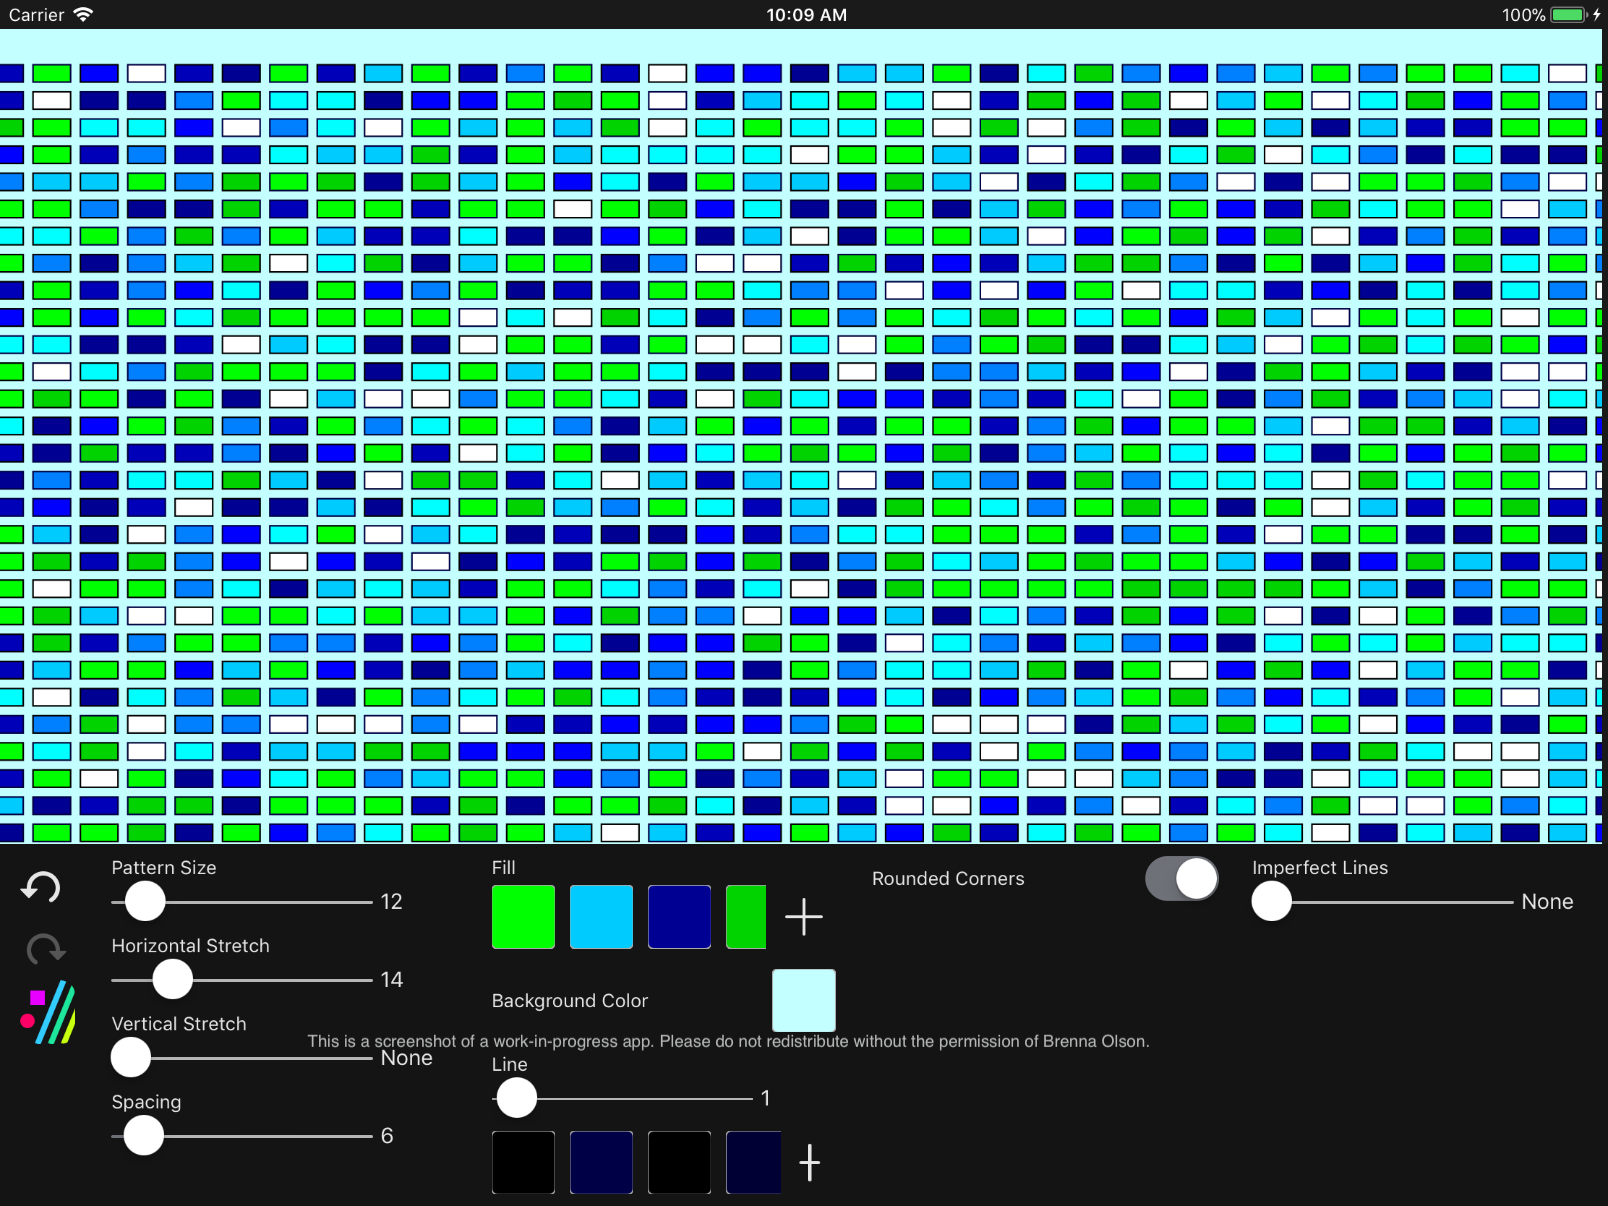 Carrier 10:09 AM 100%
Pattern Size
12
Horizontal Stretch
14
Vertical Stretch
None
Spacing
6
Fill
Background Color
This is a screenshot of a work-in-progress app. Please do not redistribute without the permission of Brenna Olson.
Line
1
Rounded Corners
Imperfect Lines
None